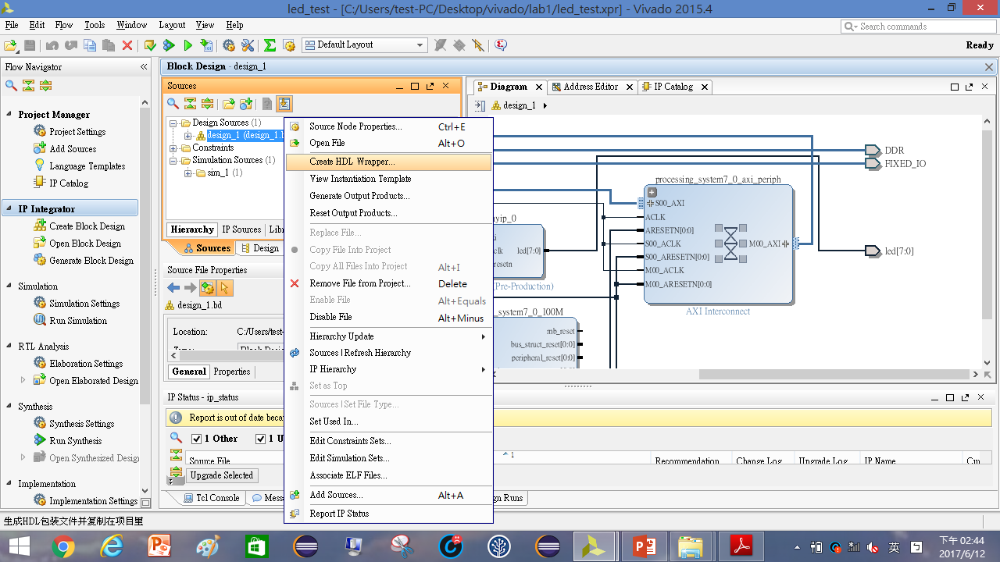 led_test - [C:/Users/test-PC/Desktop/vivado/lab1/led_test.xpr] - Vivado 2015.4
File Edit Flow Tools Window Layout View Help
Search commands
Default Layout
Ready
Flow Navigator
Block Design - design_1
Project Manager
Project Settings
Add Sources
Language Templates
IP Catalog
IP Integrator
Create Block Design
Open Block Design
Generate Block Design
Simulation
Simulation Settings
Run Simulation
RTL Analysis
Elaboration Settings
Open Elaborated Design
Synthesis
Synthesis Settings
Run Synthesis
Open Synthesized Desig
Implementation
Implementation Settings
Sources
Design Sources (1)
design_1 (design_1.b
Constraints
Simulation Sources (1)
sim_1 (1)
Hierarchy IP Sources Libr
Sources Design
Source File Properties
design_1.bd
Location: C:/Users/test-
General Properties
Source Node Properties... Ctrl+E
Open File Alt+O
Create HDL Wrapper...
View Instantiation Template
Generate Output Products...
Reset Output Products...
Replace File...
Copy File Into Project
Copy All Files Into Project Alt+I
Remove File from Project... Delete
Enable File Alt+Equals
Disable File Alt+Minus
Hierarchy Update
Sources|Refresh Hierarchy
IP Hierarchy
Set as Top
Sources|Set File Type...
Set Used In...
Edit Constraints Sets...
Edit Simulation Sets...
Associate ELF Files...
Add Sources... Alt+A
Report IP Status
Diagram Address Editor IP Catalog
design_1
DDR
FIXED_IO
processing_system7_0_axi_periph
S00_AXI
ACLK
ARESETN[0:0]
S00_ACLK
S00_ARESETN[0:0]
M00_ACLK
M00_ARESETN[0:0]
M00_AXI
AXI Interconnect
yip_0
led[7:0]
led[7:0]
(Pre-Production)
_system7_0_100M
mb_reset
bus_struct_reset[0:0]
peripheral_reset[0:0]
IP Status - ip_status
Report is out of date becau
1 Other 1 U
Source File 1 Recommendation Change Log Upgrade Log IP Name Cur
Upgrade Selected
Tcl Console Messa gn Runs
生成HDL包装文件并复制在项目里
英
下午 02:44
2017/6/12